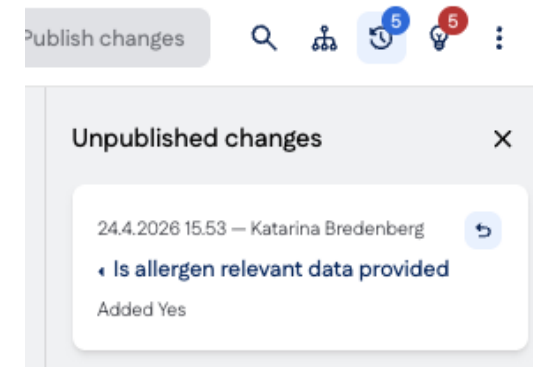 Publish changes
5
5
Unpublished changes
24.4.2026 15.53 — Katarina Bredenberg
Is allergen relevant data provided
Added Yes